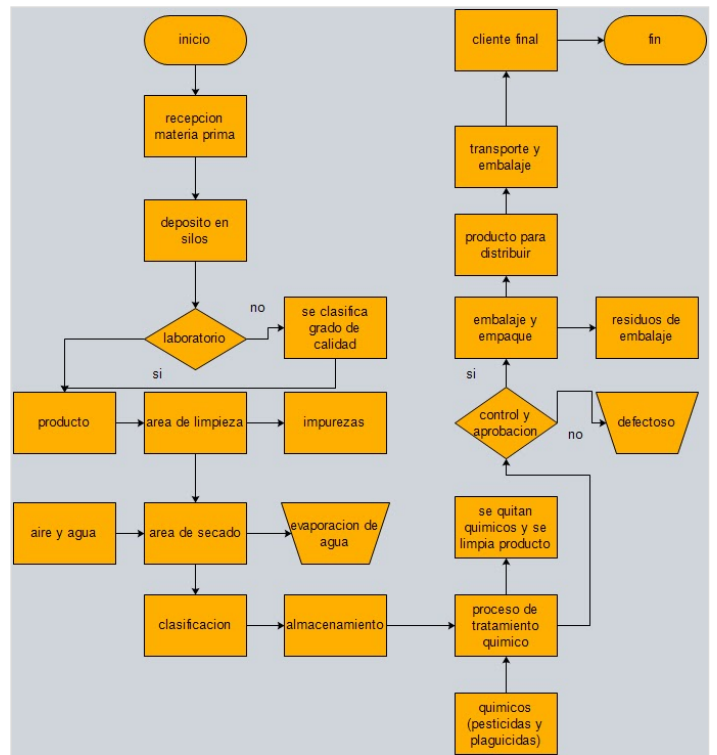 inicio
recepcion
materia prima
deposito en
silos
laboratorio
no
se clasifica
grado de
calidad
si
producto
area de limpieza
impurezas
aire y agua
area de secado
evaporacion de
agua
clasificacion
almacenamiento
cliente final
fin
transporte y
embalaje
producto para
distribuir
embalaje y
empaque
residuos de
embalaje
si
control y
aprobacion
no
defectoso
se quitan
quimicos y se
limpia producto
proceso de
tratamiento
quimico
quimicos
(pesticidas y
plaguicidas)